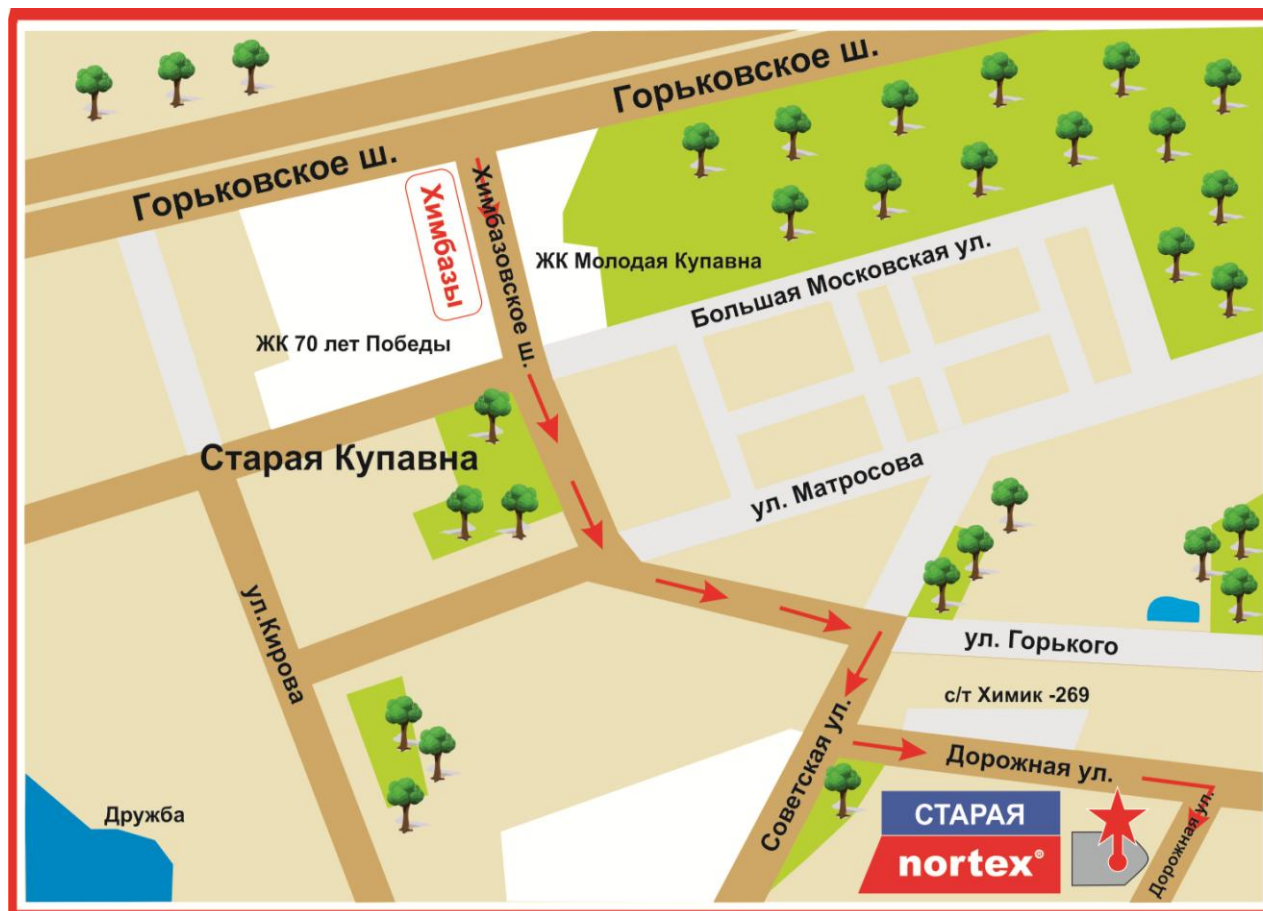 Горьковское ш.
Горьковское ш.
Химбазы
Химбазовское ш.
ЖК Молодая Купавна
Большая Московская ул.
ЖК 70 лет Победы
Старая Купавна
ул. Матросова
ул.Кирова
ул. Горького
с/т Химик -269
Советская ул.
Дорожная ул.
Дружба
СТАРАЯ
nortex®
Дорожная ул.